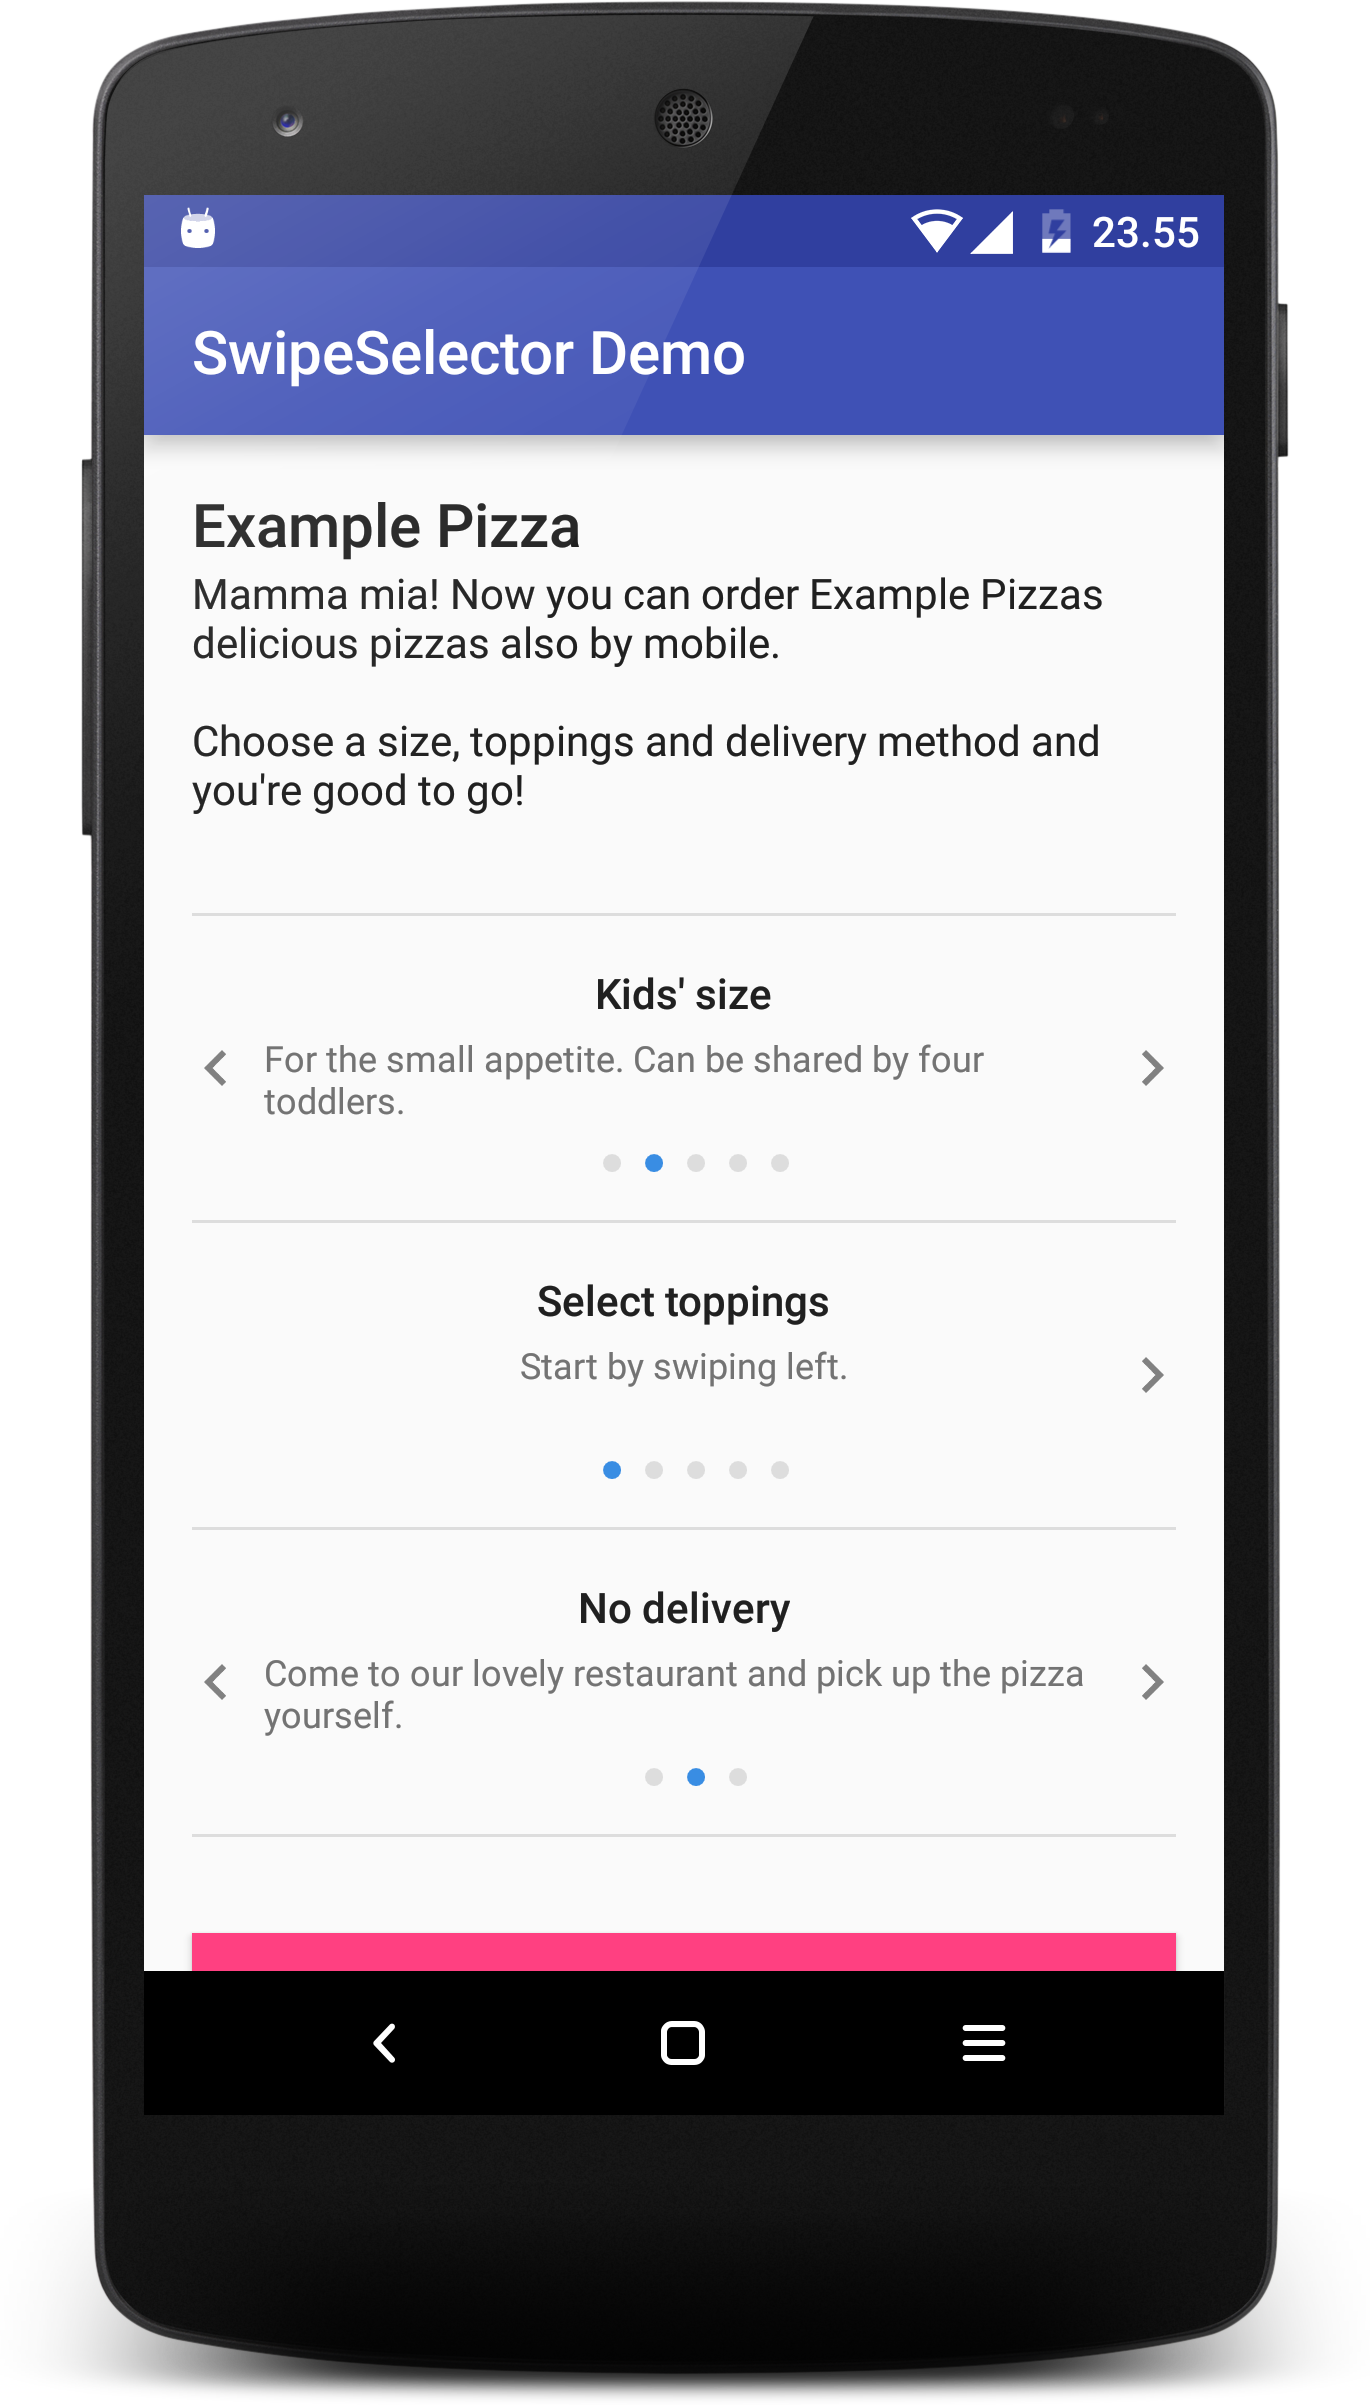 23.55
SwipeSelector Demo
Example Pizza
Mamma mia! Now you can order Example Pizzas
delicious pizzas also by mobile.
Choose a size, toppings and delivery method and
you're good to go!
Kids' size
For the small appetite. Can be shared by four
toddlers.
Select toppings
Start by swiping left.
No delivery
Come to our lovely restaurant and pick up the pizza
yourself.